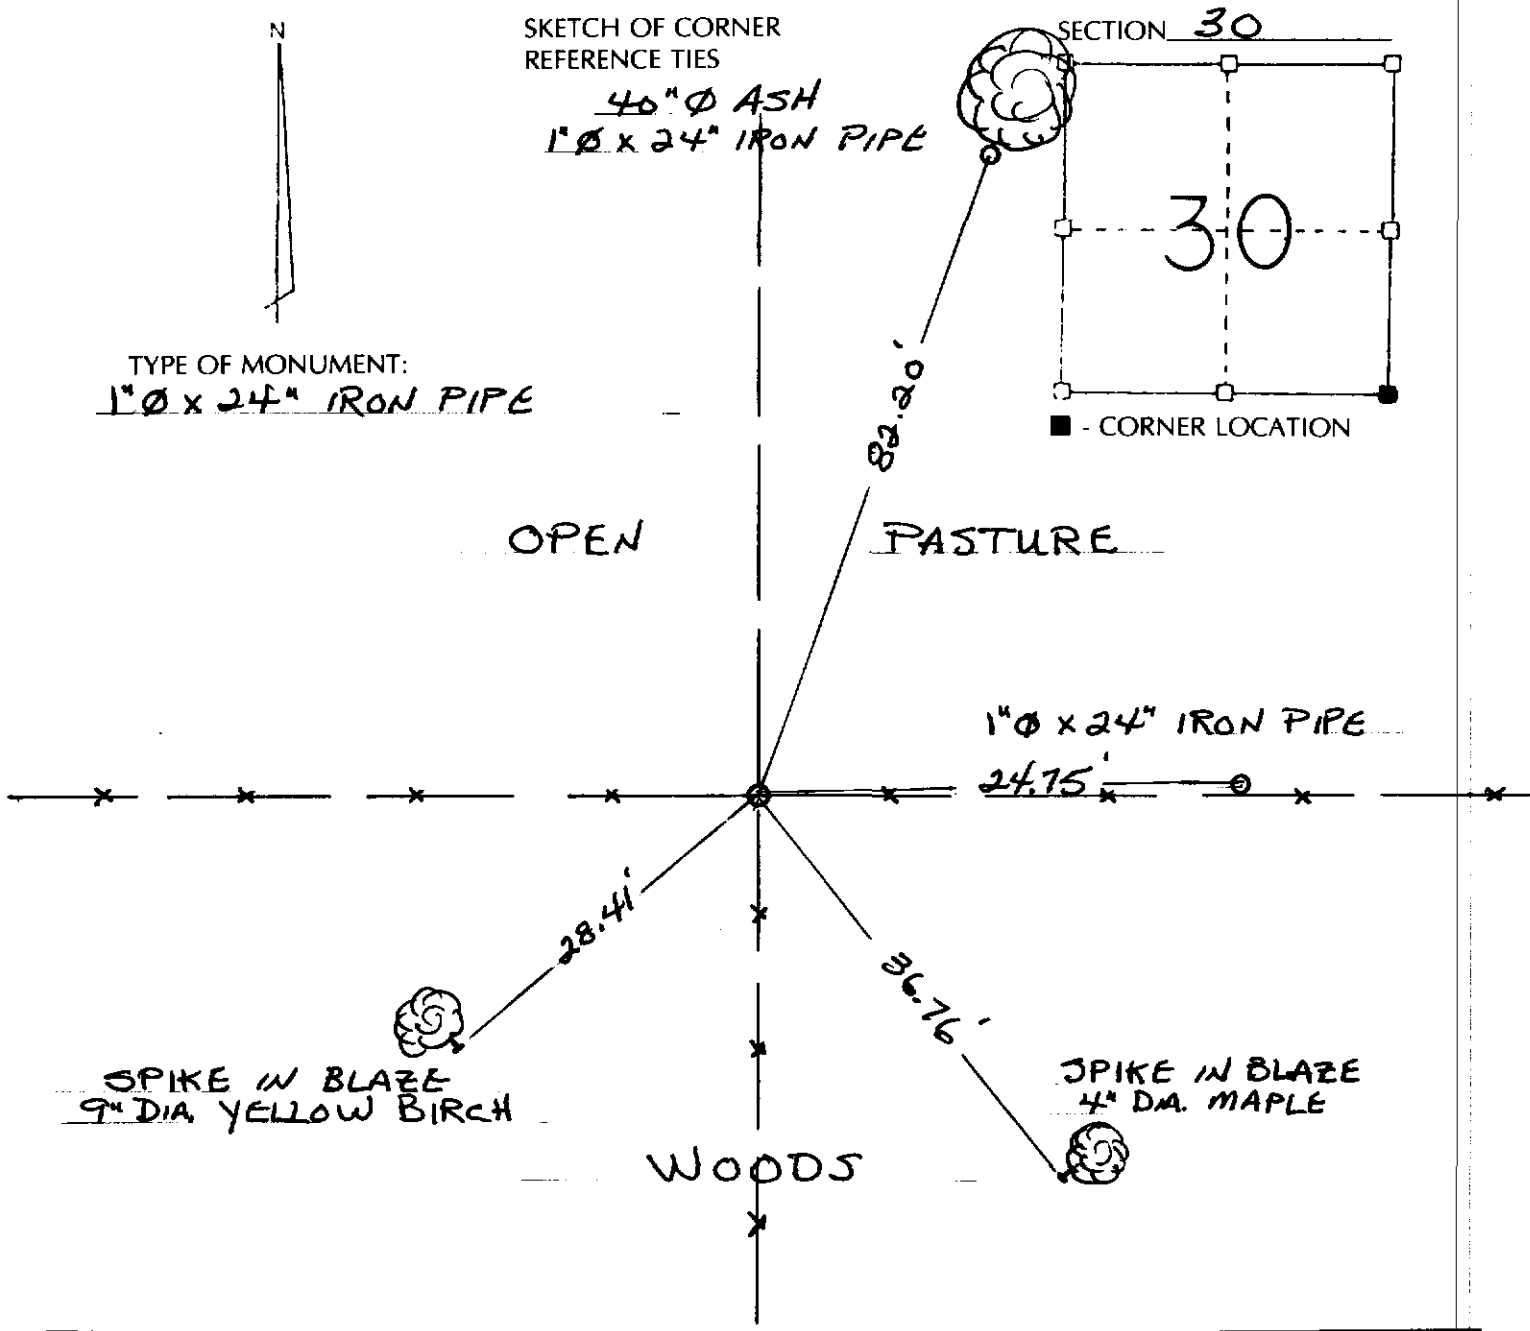 N
SKETCH OF CORNER
REFERENCE TIES
SECTION 30
40"Ø ASH
1"Ø x 24" IRON PIPE
30
82.20'
TYPE OF MONUMENT:
1"Ø x 24" IRON PIPE
■ - CORNER LOCATION
OPEN PASTURE
1"Ø x 24" IRON PIPE
24.75'
28.41'
36.76'
SPIKE IN BLAZE
9" DIA. YELLOW BIRCH
SPIKE IN BLAZE
4" DIA. MAPLE
WOODS